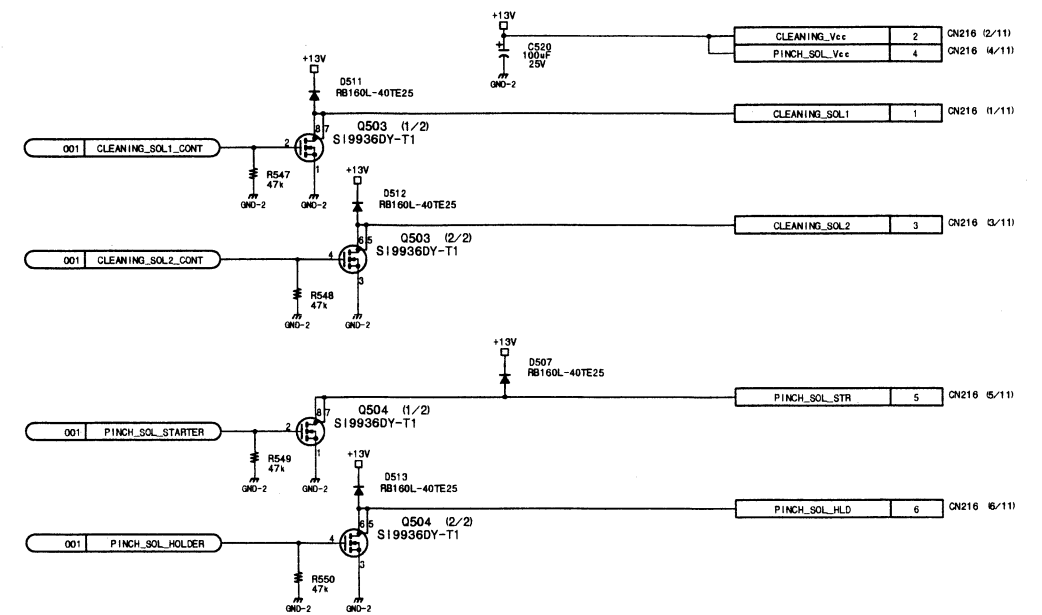 +13V
CLEANING_Vcc 2 CN216 (2/11)
C520
100uF
25V
PINCH_SOL_Vcc 4 CN216 (4/11)
GND-2
+13V
D511
RB160L-40TE25
CLEANING_SOL1 1 CN216 (1/11)
8 7
Q503 (1/2)
SI9936DY-T1
001 CLEANING_SOL1_CONT
2
1
R547
47k
GND-2
GND-2
+13V
D512
RB160L-40TE25
CLEANING_SOL2 3 CN216 (3/11)
6 5
Q503 (2/2)
SI9936DY-T1
001 CLEANING_SOL2_CONT
4
3
R548
47k
GND-2
GND-2
+13V
D507
RB160L-40TE25
PINCH_SOL_STR 5 CN216 (5/11)
8 7
Q504 (1/2)
SI9936DY-T1
001 PINCH_SOL_STARTER
2
1
R549
47k
GND-2
GND-2
+13V
D513
RB160L-40TE25
PINCH_SOL_HLD 6 CN216 (6/11)
6 5
Q504 (2/2)
SI9936DY-T1
001 PINCH_SOL_HOLDER
4
3
R550
47k
GND-2
GND-2